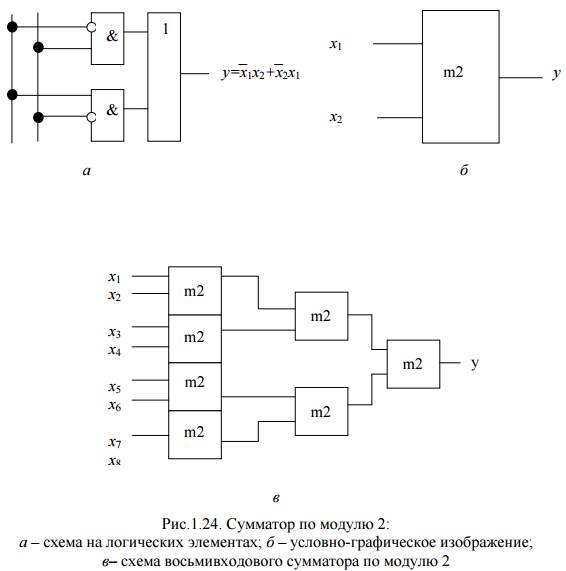 &
1
y=x̅₁x₂+x̅₂x₁
&
а
x₁
m2
y
x₂
б
x₁
x₂
m2
m2
x₃
x₄
m2
m2
y
x₅
x₆
m2
m2
x₇
m2
x₈
в
Рис.1.24. Сумматор по модулю 2:
а – схема на логических элементах; б – условно-графическое изображение;
в– схема восьмивходового сумматора по модулю 2